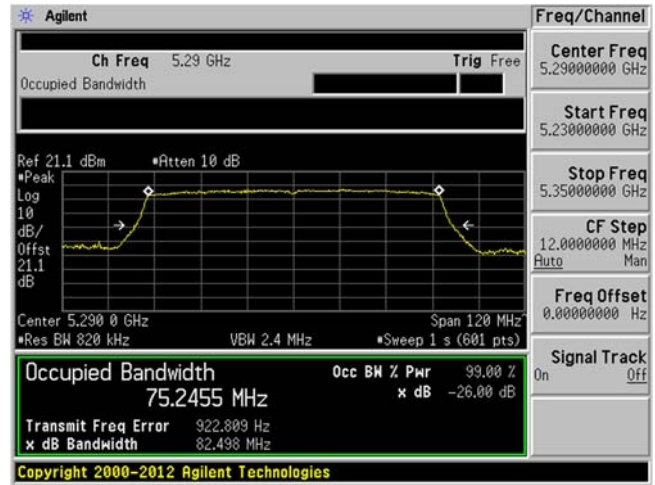 Agilent
Freq/Channel
Ch Freq 5.29 GHz Trig Free
Occupied Bandwidth
Center Freq
5.29000000 GHz
Start Freq
5.23000000 GHz
Stop Freq
5.35000000 GHz
CF Step
12.0000000 MHz
Auto Man
Freq Offset
0.00000000 Hz
Signal Track
On Off
Ref 21.1 dBm #Atten 10 dB
#Peak
Log
10
dB/
Offst
21.1
dB
Center 5.290 0 GHz Span 120 MHz
#Res BW 820 kHz VBW 2.4 MHz #Sweep 1 s (601 pts)
Occupied Bandwidth Occ BW % Pwr 99.00 %
75.2455 MHz x dB -26.00 dB
Transmit Freq Error 922.809 Hz
x dB Bandwidth 82.498 MHz
Copyright 2000-2012 Agilent Technologies